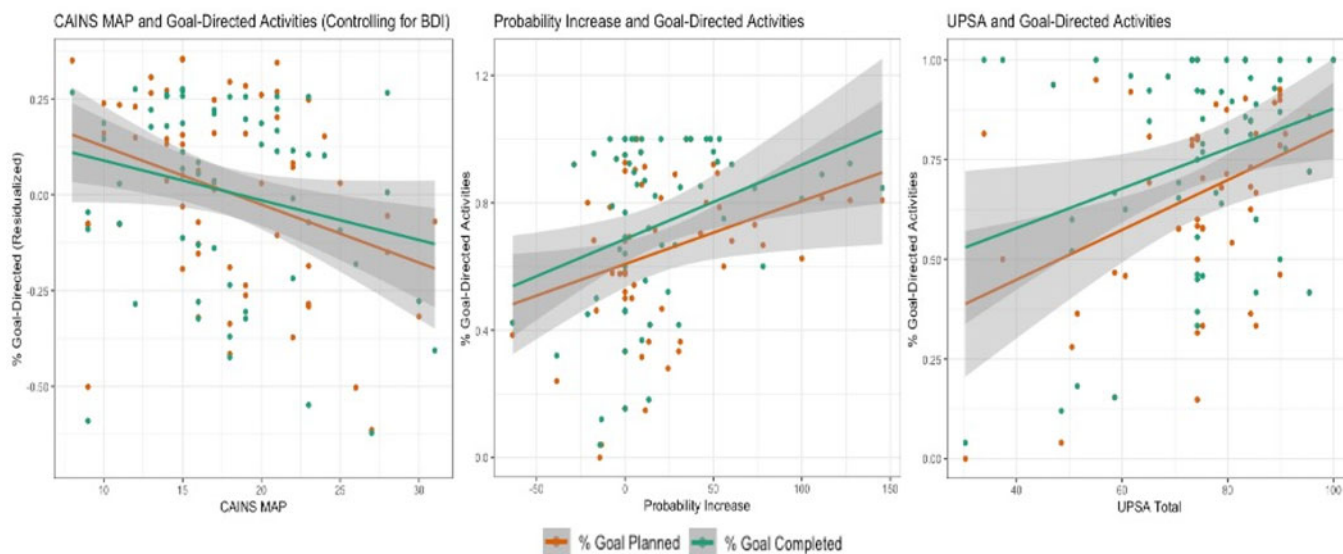 CAINS MAP and Goal-Directed Activities (Controlling for BDI)
% Goal-Directed (Residualized)
0.25
0.00
-0.25
-0.50
10 15 20 25 30
CAINS MAP
Probability Increase and Goal-Directed Activities
% Goal-Directed Activities
1.2
0.8
0.4
0.0
-50 0 50 100 150
Probability Increase
UPSA and Goal-Directed Activities
% Goal-Directed Activities
1.00
0.75
0.50
0.25
0.00
40 60 80 100
UPSA Total
% Goal Planned % Goal Completed